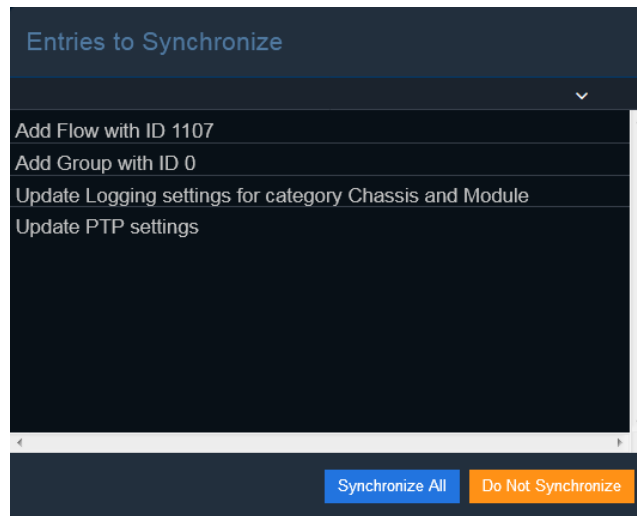 Entries to Synchronize
Add Flow with ID 1107
Add Group with ID 0
Update Logging settings for category Chassis and Module
Update PTP settings
Synchronize All
Do Not Synchronize